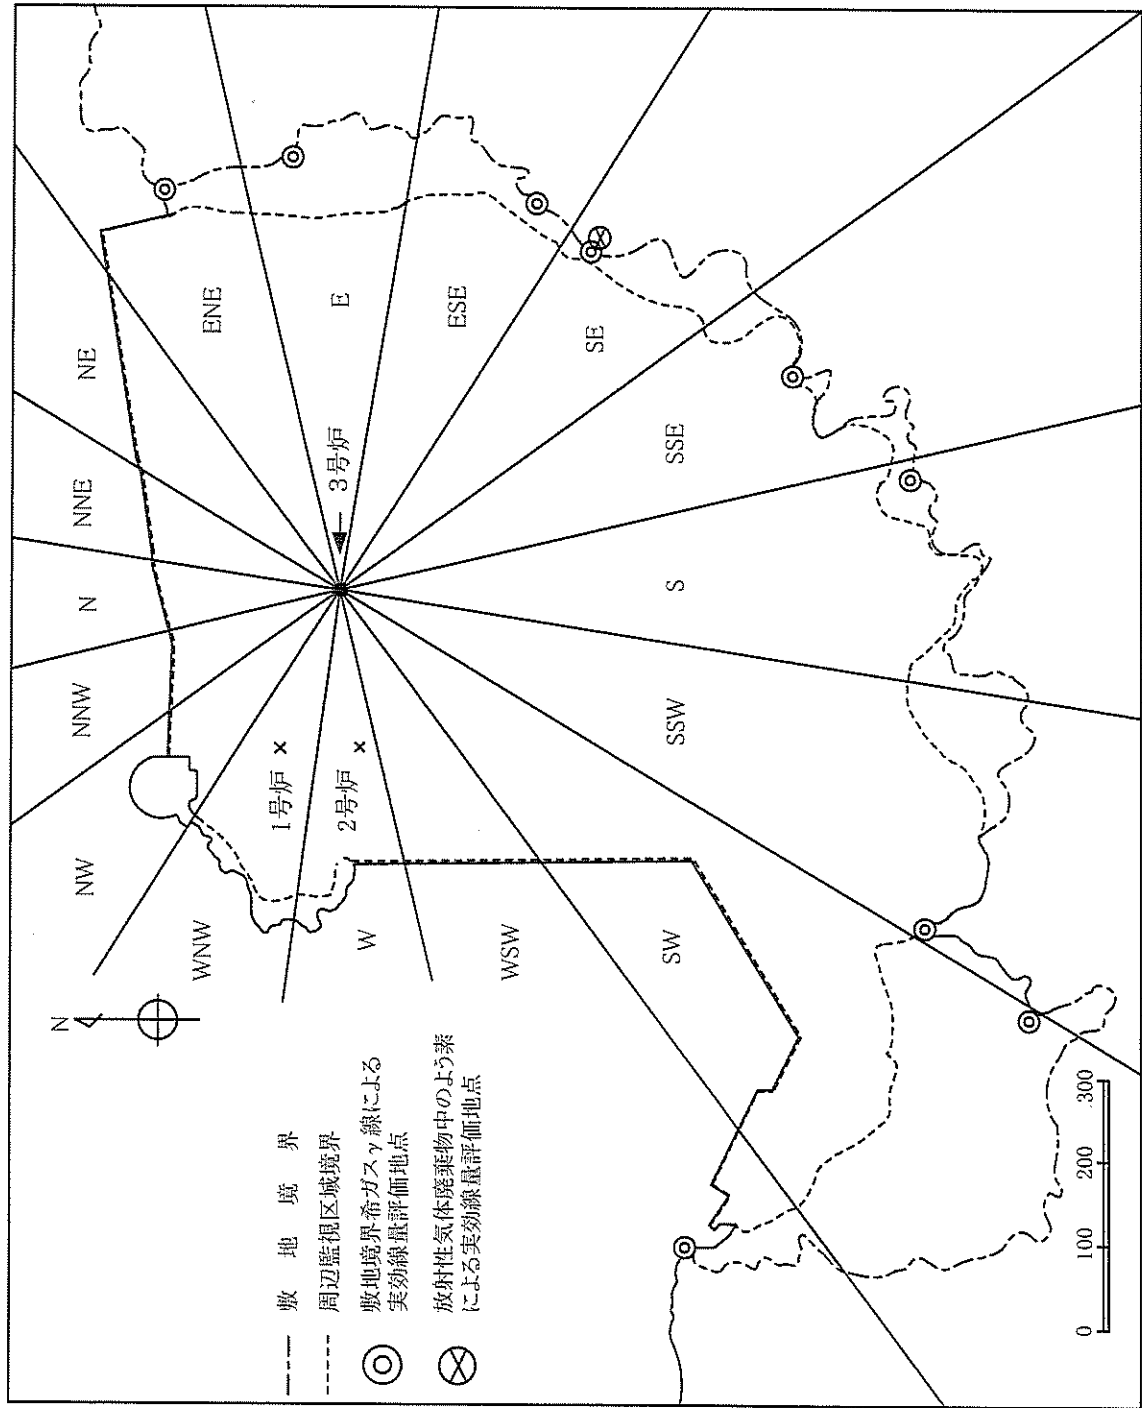 N
NNW
N
NNE
NE
NW
ENE
WNW
E
1号炉
3号炉
W
2号炉
ESE
WSW
SE
SW
SSW
S
SSE
敷地境界
周辺監視区域境界
敷地境界希ガスγ線による
実効線量評価地点
放射性気体廃棄物中のよう素
による実効線量評価地点
0 100 200 300